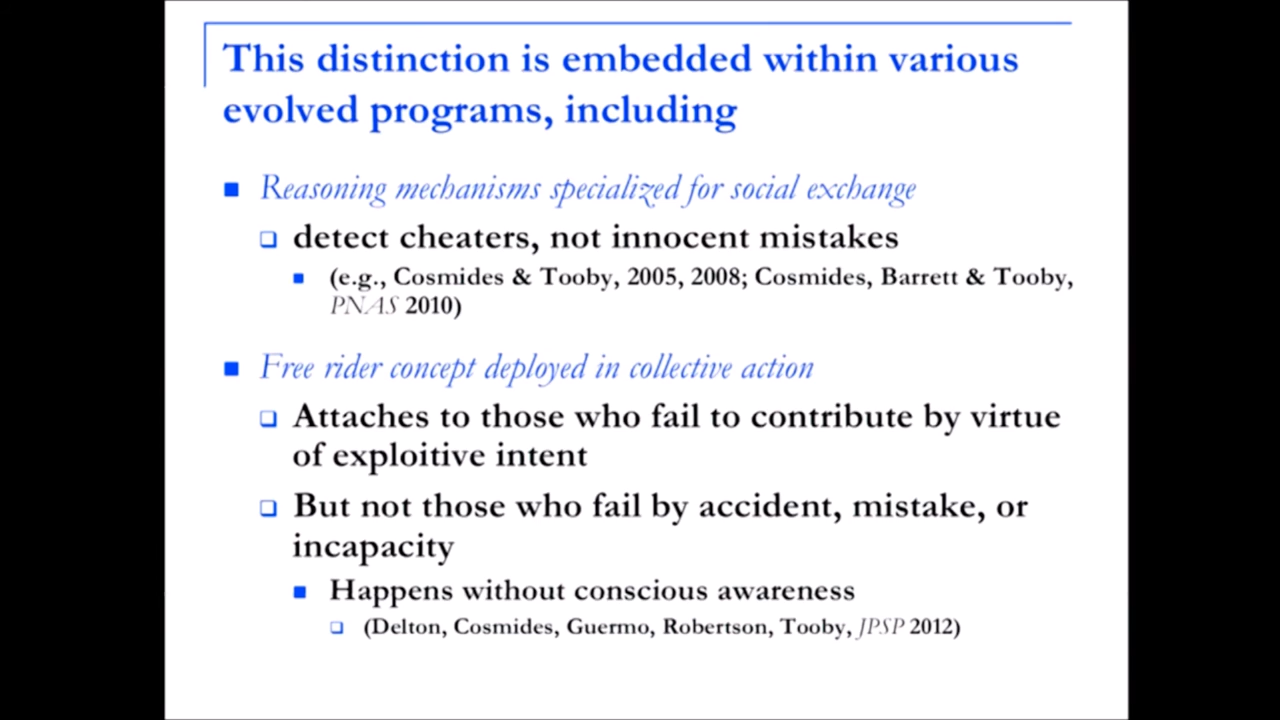 This distinction is embedded within various
evolved programs, including
Reasoning mechanisms specialized for social exchange
detect cheaters, not innocent mistakes
(e.g., Cosmides & Tooby, 2005, 2008; Cosmides, Barrett & Tooby,
PNAS 2010)
Free rider concept deployed in collective action
Attaches to those who fail to contribute by virtue
of exploitive intent
But not those who fail by accident, mistake, or
incapacity
Happens without conscious awareness
(Delton, Cosmides, Guermo, Robertson, Tooby, JPSP 2012)